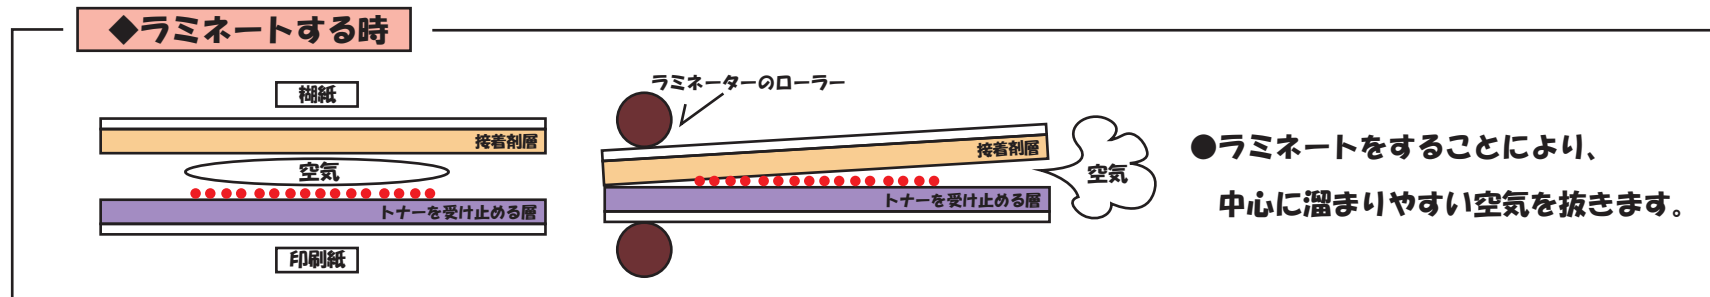 ◆ラミネートする時
糊紙
接着剤層
空気
トナーを受け止める層
印刷紙
ラミネーターのローラー
接着剤層
空気
トナーを受け止める層
●ラミネートをすることにより、
中心に溜まりやすい空気を抜きます。